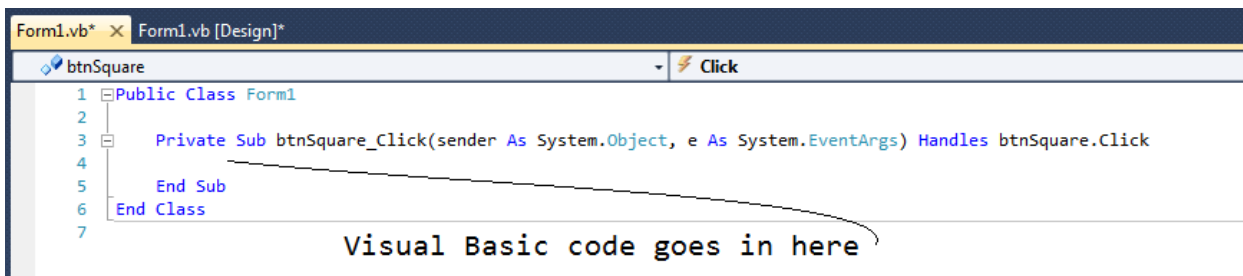 Form1.vb* × Form1.vb [Design]*
btnSquare Click
1 Public Class Form1
2
3 Private Sub btnSquare_Click(sender As System.Object, e As System.EventArgs) Handles btnSquare.Click
4
5 End Sub
6 End Class
7
Visual Basic code goes in here